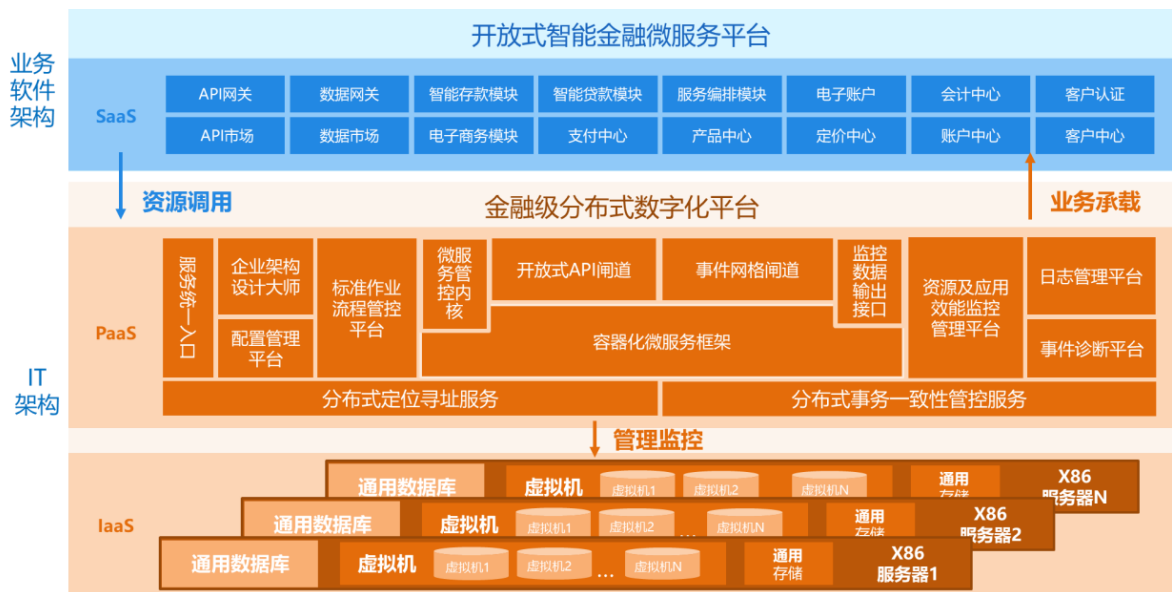 开放式智能金融微服务平台
业务
软件
架构
SaaS
API网关
数据网关
智能存款模块
智能贷款模块
服务编排模块
电子账户
会计中心
客户认证
API市场
数据市场
电子商务模块
支付中心
产品中心
定价中心
账户中心
客户中心
资源调用
金融级分布式数字化平台
业务承载
IT
架构
PaaS
服务统一入口
企业架构
设计大师
配置管理
平台
标准作业
流程管控
平台
微服
务管
控内
核
开放式API闸道
事件网格闸道
监控
数据
输出
接口
容器化微服务框架
资源及应用
效能监控
管理平台
日志管理平台
事件诊断平台
分布式定位寻址服务
分布式事务一致性管控服务
管理监控
IaaS
通用数据库
虚拟机
虚拟机1
虚拟机2
虚拟机N
通用
存储
X86
服务器N
通用数据库
虚拟机
虚拟机1
虚拟机2
...
虚拟机N
通用
存储
X86
服务器2
通用数据库
虚拟机
虚拟机1
虚拟机2
...
虚拟机N
通用
存储
X86
服务器1